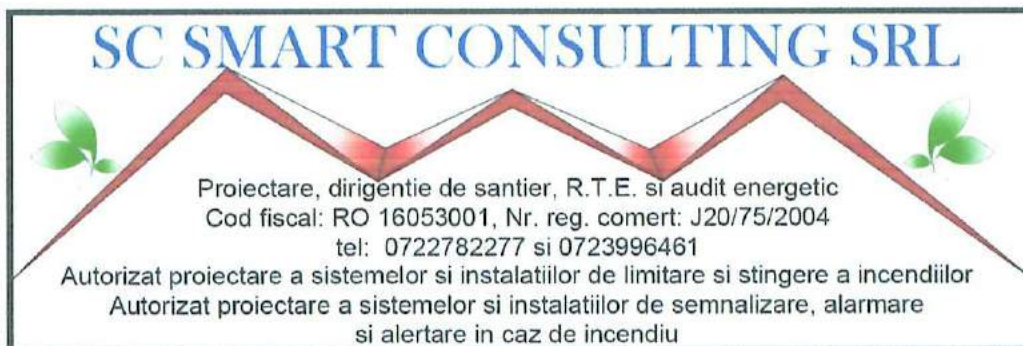 SC SMART CONSULTING SRL
Proiectare, dirigentie de santier, R.T.E. si audit energetic
Cod fiscal: RO 16053001, Nr. reg. comert: J20/75/2004
tel: 0722782277 si 0723996461
Autorizat proiectare a sistemelor si instalatiilor de limitare si stingere a incendiilor
Autorizat proiectare a sistemelor si instalatiilor de semnalizare, alarmare
si alertare in caz de incendiu